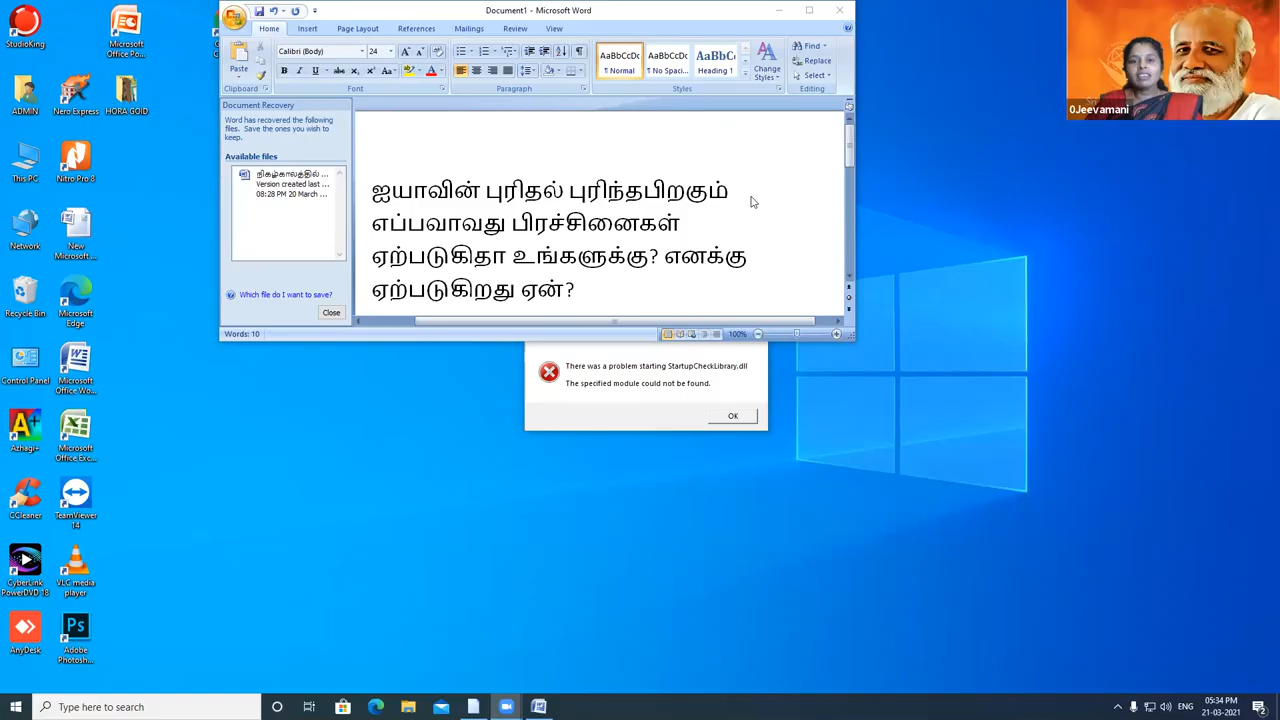 Document1 - Microsoft Word
Home Insert Page Layout References Mailings Review View
Calibri (Body) 24
Paste
AaBbCcDc AaBbCcDc AaBbC
¶ Normal ¶ No Spaci... Heading 1
Change Styles
Find
Replace
Select
Clipboard Font Paragraph Styles Editing
Document Recovery
Word has recovered the following
files. Save the ones you wish to
keep.
Available files
நிகழ்காலத்தில் ...
Version created last ...
08:28 PM 20 March ...
Which file do I want to save?
Close
ஐயாவின் புரிதல் புரிந்தபிறகும்
எப்பவாவது பிரச்சினைகள்
ஏற்படுகிதா உங்களுக்கு? எனக்கு
ஏற்படுகிறது ஏன்?
Words: 10
100%
There was a problem starting StartupCheckLibrary.dll
The specified module could not be found.
OK
0Jeevamani
StudioKing
Microsoft
Office Po...
ADMIN
Nero Express
HORA GOlD
This PC
Nitro Pro 8
Network
New
Microsoft ...
Recycle Bin
Microsoft
Edge
Control Panel
Microsoft
Office Wo...
Azhagi+
Microsoft
Office Exc...
CCleaner
TeamViewer
14
CyberLink
PowerDVD 18
VLC media
player
AnyDesk
Adobe
Photosh...
Type here to search
ENG
05:34 PM
21-03-2021
2